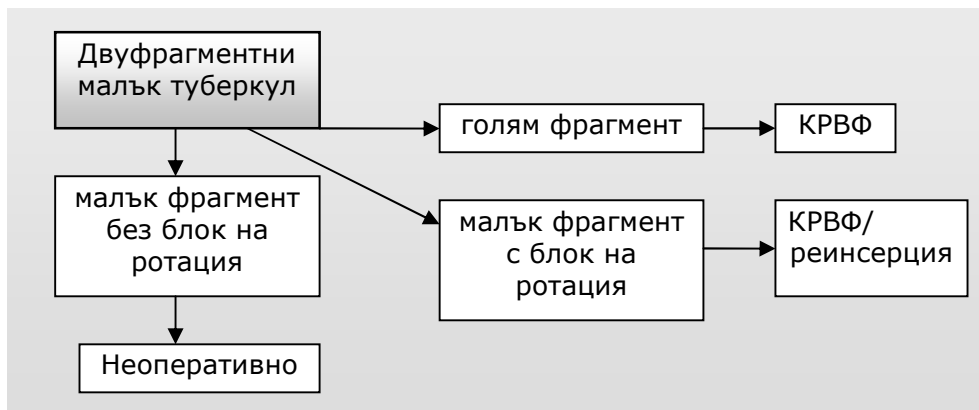 Двуфрагментни
малък туберкул
голям фрагмент
КРВФ
малък фрагмент
без блок на
ротация
малък фрагмент
с блок на
ротация
КРВФ/
реинсерция
Неоперативно